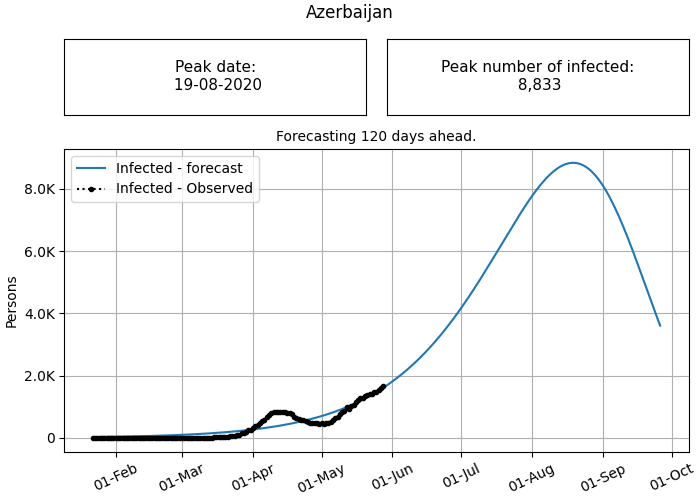 Azerbaijan
Peak date:
19-08-2020
Peak number of infected:
8,833
Forecasting 120 days ahead.
Infected - forecast
Infected - Observed
8.0K
6.0K
4.0K
2.0K
0
Persons
01-Feb
01-Mar
01-Apr
01-May
01-Jun
01-Jul
01-Aug
01-Sep
01-Oct